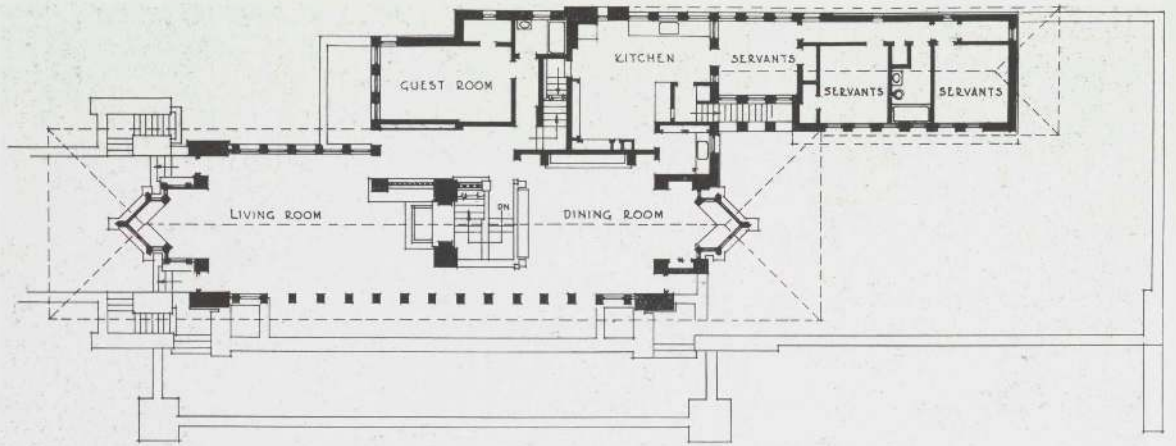 KITCHEN
SERVANTS
GUEST ROOM
SERVANTS
SERVANTS
LIVING ROOM
DN
DINING ROOM